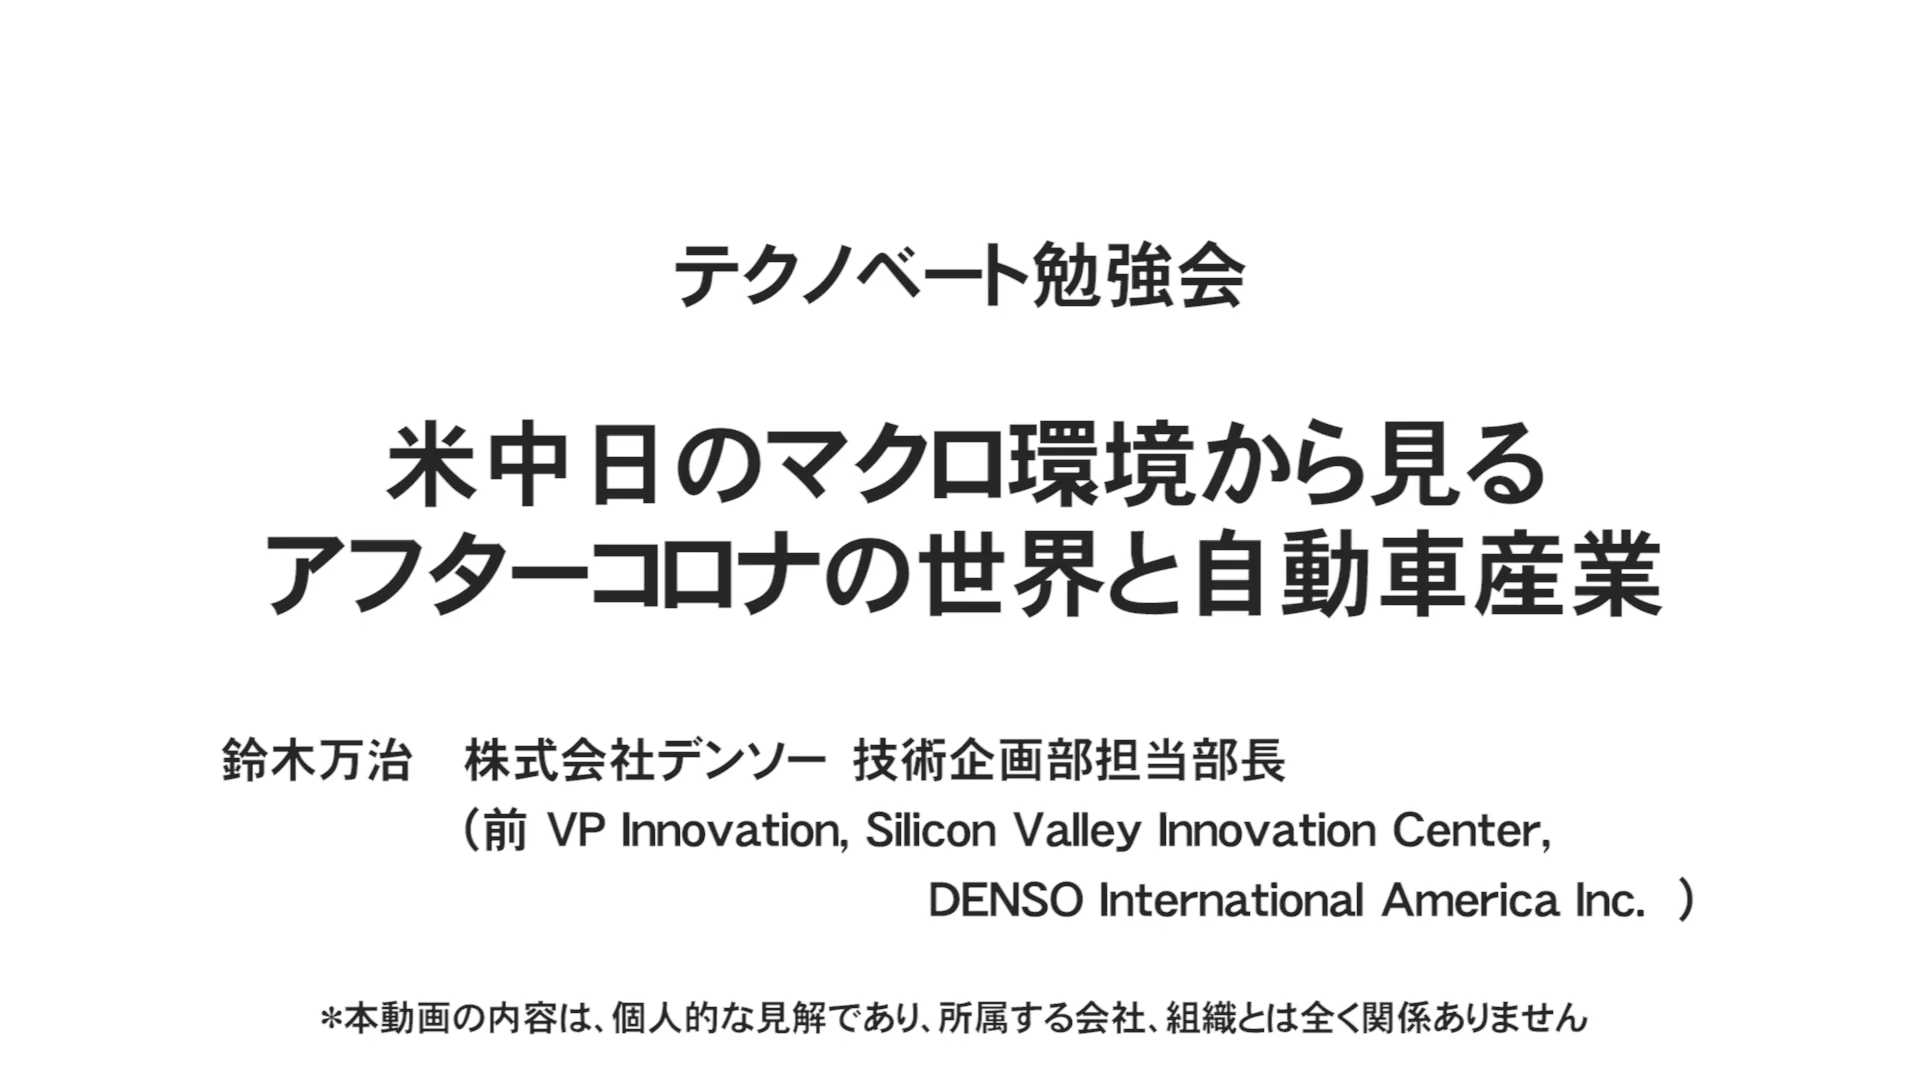 テクノベート勉強会
米中日のマクロ環境から見る
アフターコロナの世界と自動車産業
鈴木万治　株式会社デンソー 技術企画部担当部長
（前 VP Innovation, Silicon Valley Innovation Center,
DENSO International America Inc. ）
＊本動画の内容は、個人的な見解であり、所属する会社、組織とは全く関係ありません